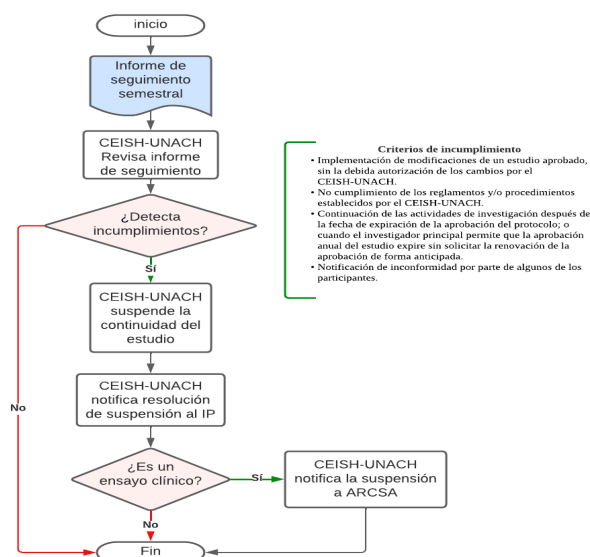 inicio
Informe de
seguimiento
semestral
CEISH-UNACH
Revisa informe
de seguimiento
¿Detecta
incumplimientos?
Sí
CEISH-UNACH
suspende la
continuidad del
estudio
CEISH-UNACH
notifica resolución
de suspensión al IP
No
¿Es un
ensayo clínico?
Sí
CEISH-UNACH
notifica la suspensión
a ARCSA
No
Fin
Criterios de incumplimiento
• Implementación de modificaciones de un estudio aprobado,
sin la debida autorización de los cambios por el
CEISH-UNACH.
• No cumplimiento de los reglamentos y/o procedimientos
establecidos por el CEISH-UNACH.
• Continuación de las actividades de investigación después de
la fecha de expiración de la aprobación del protocolo; o
cuando el investigador principal permite que la aprobación
anual del estudio expire sin solicitar la renovación de la
aprobación de forma anticipada.
• Notificación de inconformidad por parte de algunos de los
participantes.